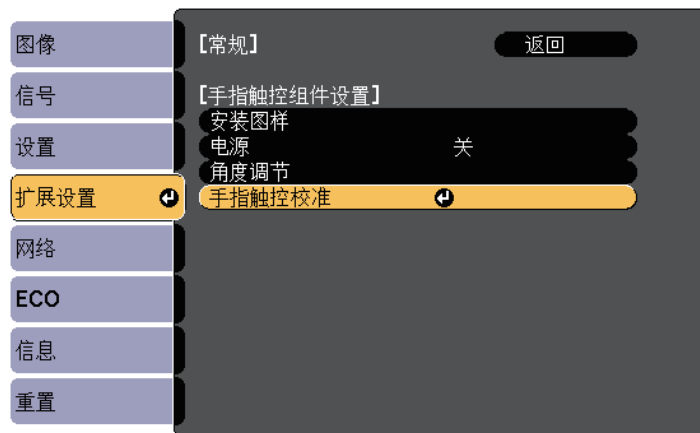 图像
信号
设置
扩展设置
网络
ECO
信息
重置
[常规] 返回
[手指触控组件设置]
安装图样
电源 关
角度调节
手指触控校准